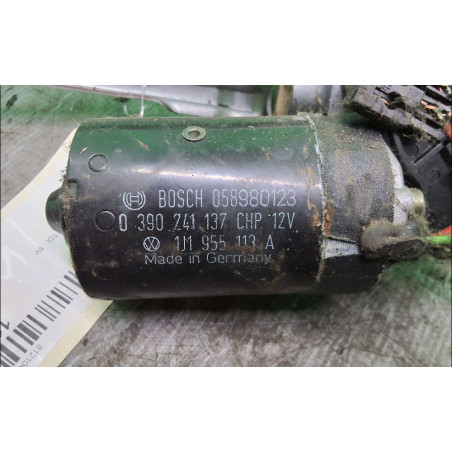 BOSCH 058980123
0 390 241 137 CHP 12V
1J1 955 113 A
Made in Germany